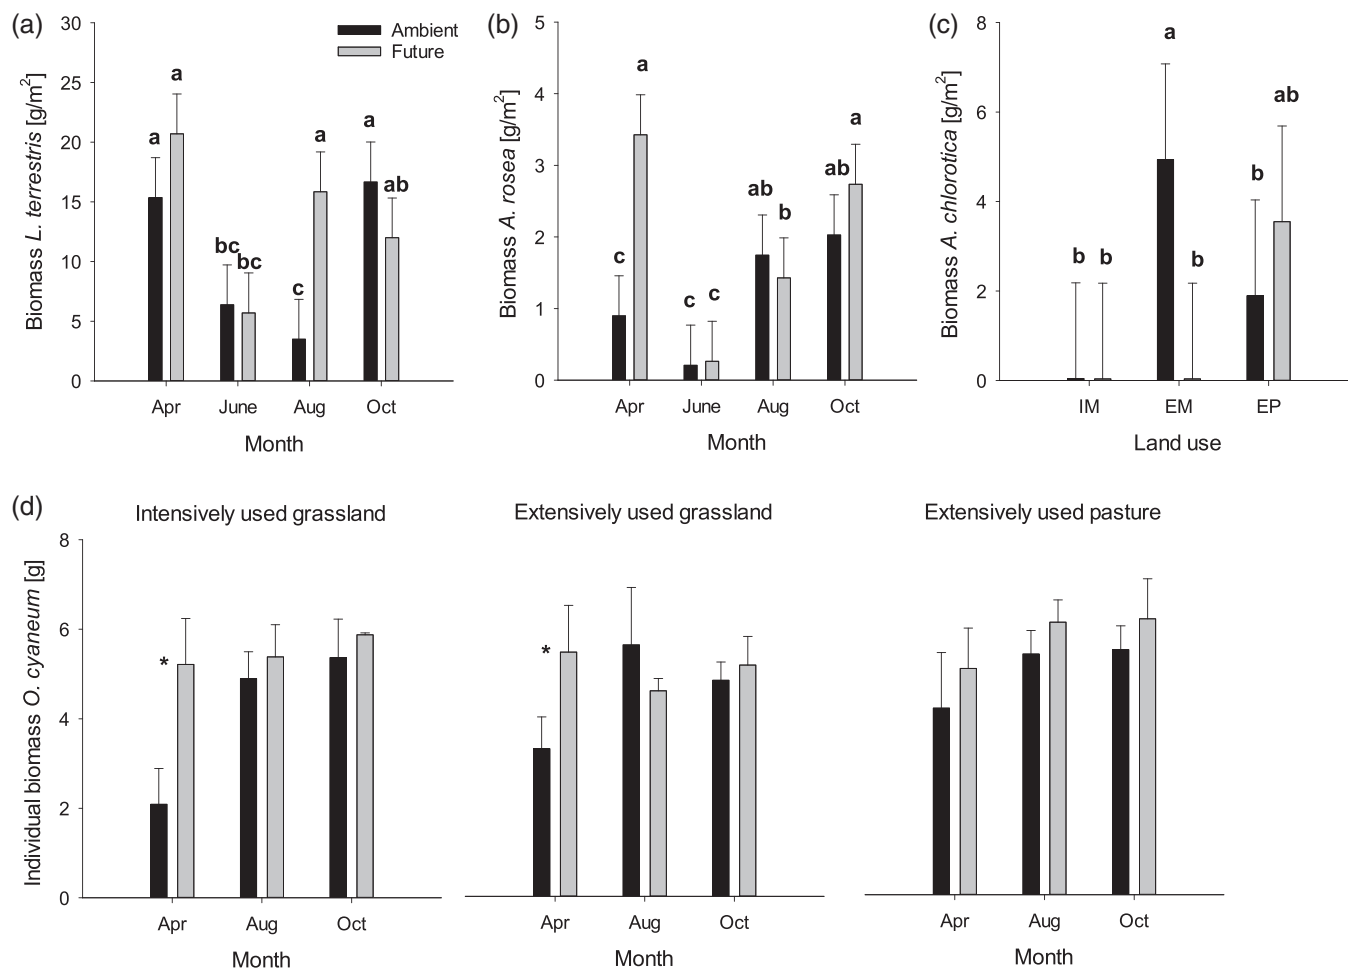 (a)
Ambient
Future
Biomass L. terrestris [g/m2]
30
25
20
15
10
5
0
a
a
bc
bc
c
a
a
ab
Apr
June
Aug
Oct
Month
(b)
Biomass A. rosea [g/m2]
5
4
3
2
1
0
c
a
c
c
ab
b
ab
a
Apr
June
Aug
Oct
Month
(c)
Biomass A. chlorotica [g/m2]
8
6
4
2
0
b
b
a
b
b
ab
IM
EM
EP
Land use
(d)
Intensively used grassland
Extensively used grassland
Extensively used pasture
Individual biomass O. cyaneum [g]
8
6
4
2
0
*
Apr
Aug
Oct
Month
*
Apr
Aug
Oct
Month
Apr
Aug
Oct
Month